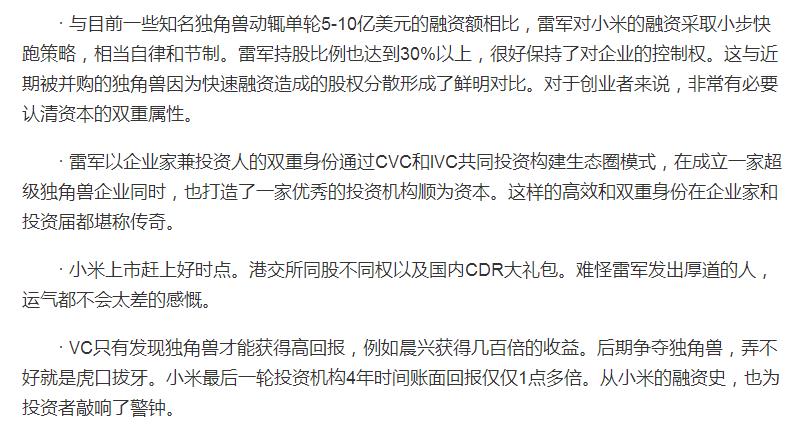 · 与目前一些知名独角兽动辄单轮5-10亿美元的融资额相比，雷军对小米的融资采取小步快
跑策略，相当自律和节制。雷军持股比例也达到30%以上，很好保持了对企业的控制权。这与近
期被并购的独角兽因为快速融资造成的股权分散形成了鲜明对比。对于创业者来说，非常有必要
认清资本的双重属性。
· 雷军以企业家兼投资人的双重身份通过CVC和IVC共同投资构建生态圈模式，在成立一家超
级独角兽企业同时，也打造了一家优秀的投资机构顺为资本。这样的高效和双重身份在企业家和
投资届都堪称传奇。
· 小米上市赶上好时点。港交所同股不同权以及国内CDR大礼包。难怪雷军发出厚道的人，
运气都不会太差的感慨。
· VC只有发现独角兽才能获得高回报，例如晨兴获得几百倍的收益。后期争夺独角兽，弄不
好就是虎口拔牙。小米最后一轮投资机构4年时间账面回报仅仅1点多倍。从小米的融资史，也为
投资者敲响了警钟。